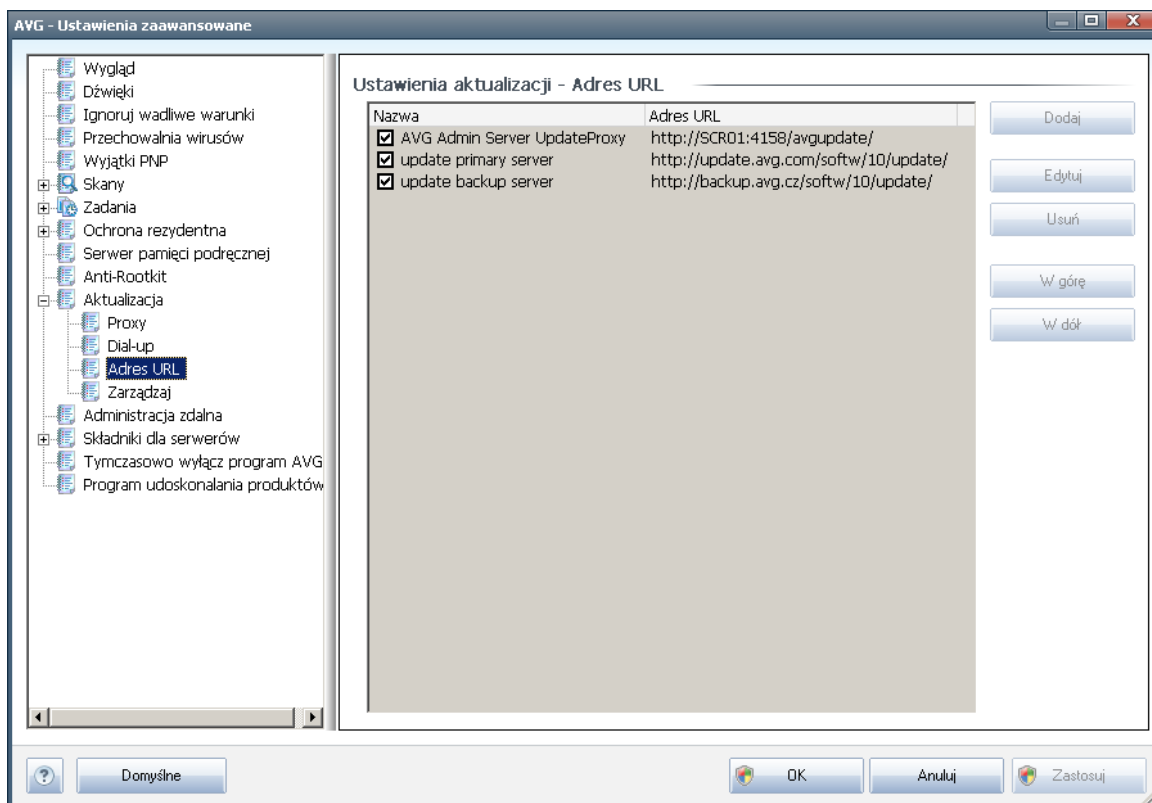 AVG - Ustawienia zaawansowane
Wygląd
Dźwięki
Ignoruj wadliwe warunki
Przechowalnia wirusów
Wyjątki PNP
Skany
Zadania
Ochrona rezydentna
Serwer pamięci podręcznej
Anti-Rootkit
Aktualizacja
Proxy
Dial-up
Adres URL
Zarządzaj
Administracja zdalna
Składniki dla serwerów
Tymczasowo wyłącz program AVG
Program udoskonalania produktów
Ustawienia aktualizacji - Adres URL
Nazwa Adres URL
AVG Admin Server UpdateProxy http://SCR01:4158/avgupdate/
update primary server http://update.avg.com/softw/10/update/
update backup server http://backup.avg.cz/softw/10/update/
Dodaj
Edytuj
Usuń
W górę
W dół
? Domyślne OK Anuluj Zastosuj